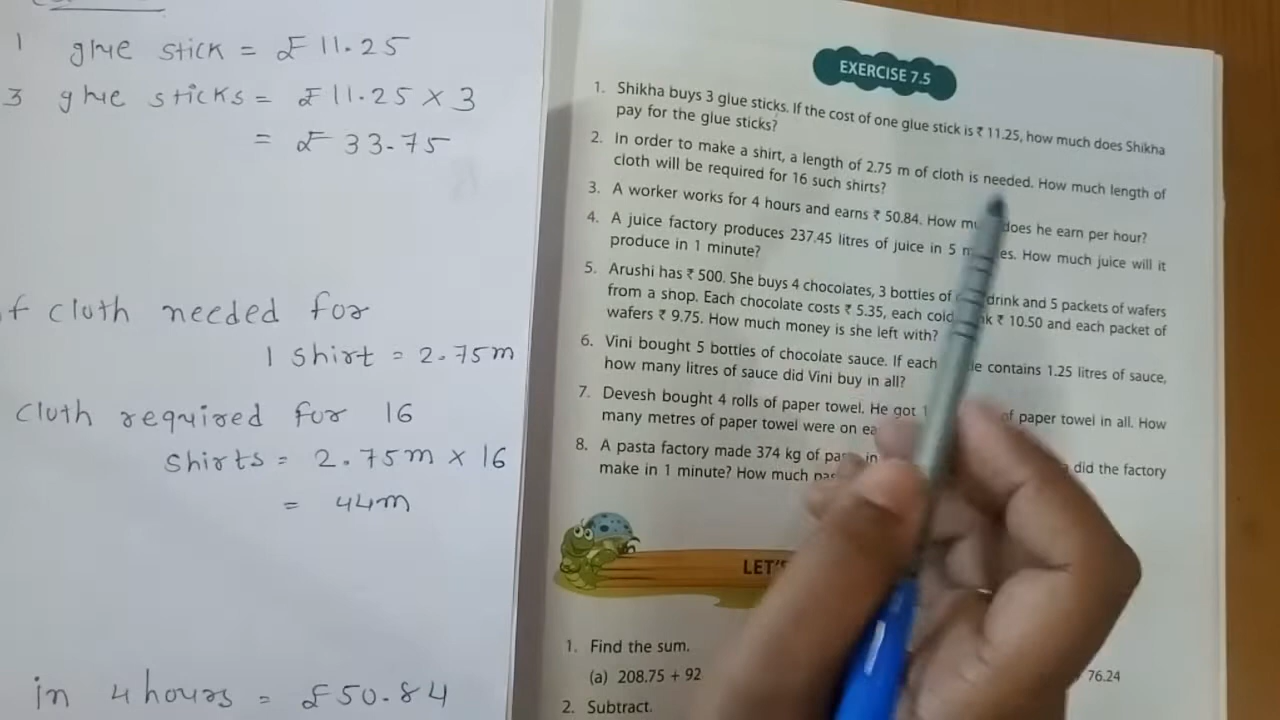 1 glue stick = ₤ 11.25
3 glue sticks = ₤ 11.25 × 3
= ₤ 33.75
f cloth needed for
1 shirt = 2.75m
cloth required for 16
shirts = 2.75m × 16
= 44m
in 4 hours = ₤50.84
EXERCISE 7.5
1. Shikha buys 3 glue sticks. If the cost of one glue stick is ₹ 11.25, how much does Shikha
pay for the glue sticks?
2. In order to make a shirt, a length of 2.75 m of cloth is needed. How much length of
cloth will be required for 16 such shirts?
3. A worker works for 4 hours and earns ₹ 50.84. How does he earn per hour?
4. A juice factory produces 237.45 litres of juice in 5 How much juice will it
produce in 1 minute?
5. Arushi has ₹ 500. She buys 4 chocolates, 3 bottles of drink and 5 packets of wafers
from a shop. Each chocolate costs ₹ 5.35, each cold ₹ 10.50 and each packet of
wafers ₹ 9.75. How much money is she left with?
6. Vini bought 5 bottles of chocolate sauce. If each contains 1.25 litres of sauce,
how many litres of sauce did Vini buy in all?
7. Devesh bought 4 rolls of paper towel. He got of paper towel in all. How
many metres of paper towel were on
8. A pasta factory made 374 kg of did the factory
make in 1 minute? How much
LET'S
1. Find the sum.
(a) 208.75 + 92 76.24
2. Subtract.